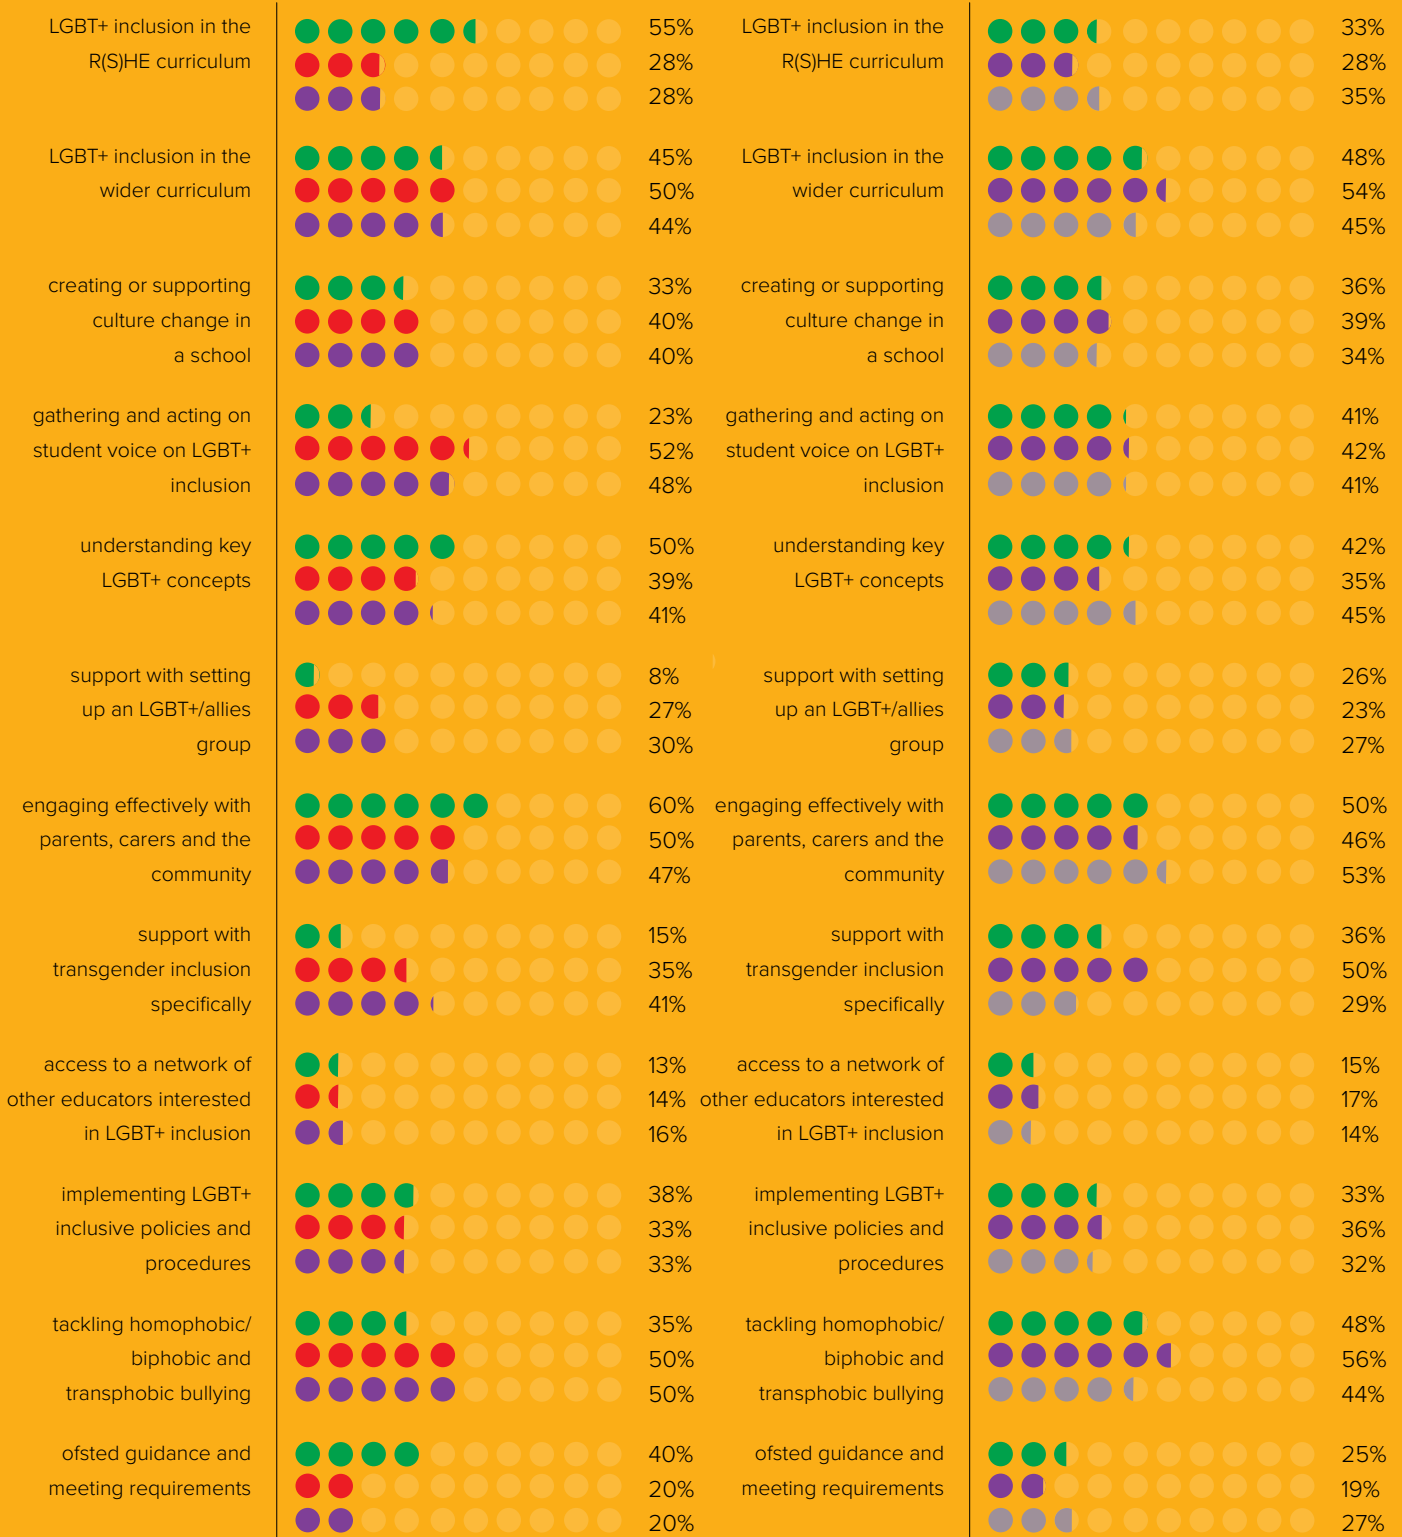 LGBT+ inclusion in the
R(S)HE curriculum
55%
28%
28%
LGBT+ inclusion in the
wider curriculum
45%
50%
44%
creating or supporting
culture change in
a school
33%
40%
40%
gathering and acting on
student voice on LGBT+
inclusion
23%
52%
48%
understanding key
LGBT+ concepts
50%
39%
41%
support with setting
up an LGBT+/allies
group
8%
27%
30%
engaging effectively with
parents, carers and the
community
60%
50%
47%
support with
transgender inclusion
specifically
15%
35%
41%
access to a network of
other educators interested
in LGBT+ inclusion
13%
14%
16%
implementing LGBT+
inclusive policies and
procedures
38%
33%
33%
tackling homophobic/
biphobic and
transphobic bullying
35%
50%
50%
ofsted guidance and
meeting requirements
40%
20%
20%
LGBT+ inclusion in the
R(S)HE curriculum
33%
28%
35%
LGBT+ inclusion in the
wider curriculum
48%
54%
45%
creating or supporting
culture change in
a school
36%
39%
34%
gathering and acting on
student voice on LGBT+
inclusion
41%
42%
41%
understanding key
LGBT+ concepts
42%
35%
45%
support with setting
up an LGBT+/allies
group
26%
23%
27%
engaging effectively with
parents, carers and the
community
50%
46%
53%
support with
transgender inclusion
specifically
36%
50%
29%
access to a network of
other educators interested
in LGBT+ inclusion
15%
17%
14%
implementing LGBT+
inclusive policies and
procedures
33%
36%
32%
tackling homophobic/
biphobic and
transphobic bullying
48%
56%
44%
ofsted guidance and
meeting requirements
25%
19%
27%